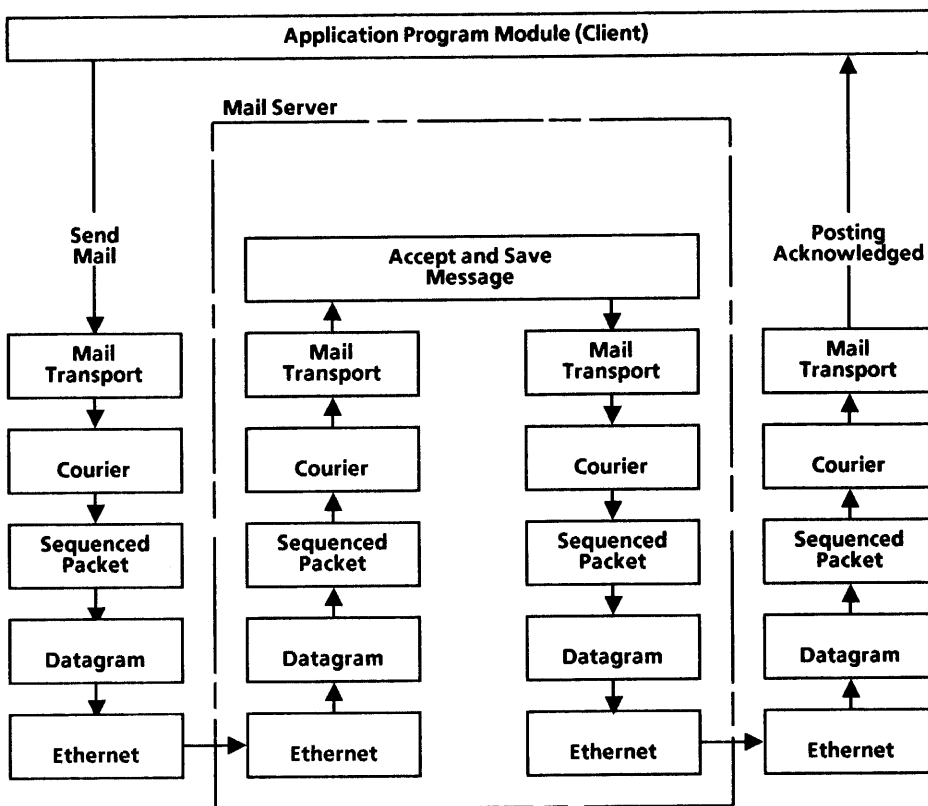 Application Program Module (Client)
Mail Server
Send
Mail
Posting
Acknowledged
Accept and Save
Message
Mail
Transport
Mail
Transport
Mail
Transport
Mail
Transport
Courier
Courier
Courier
Courier
Sequenced
Packet
Sequenced
Packet
Sequenced
Packet
Sequenced
Packet
Datagram
Datagram
Datagram
Datagram
Ethernet
Ethernet
Ethernet
Ethernet